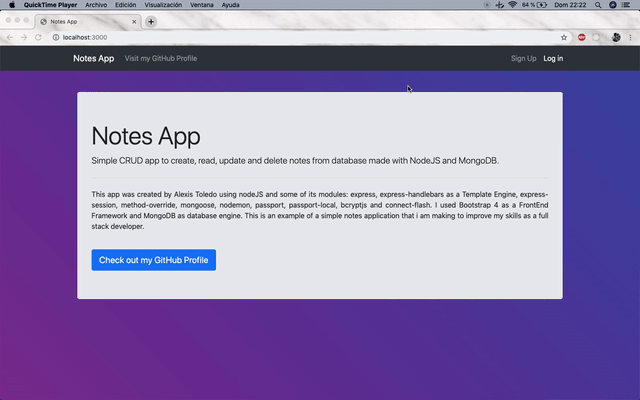 QuickTime Player Archivo Edición Visualización Ventana Ayuda 64 % Dom 22:22
Notes App
localhost:3000
Notes App Visit my GitHub Profile Sign Up Log in
Notes App
Simple CRUD app to create, read, update and delete notes from database made with NodeJS and MongoDB.
This app was created by Alexis Toledo using nodeJS and some of its modules: express, express-handlebars as a Template Engine, express-
session, method-override, mongoose, nodemon, passport, passport-local, bcryptjs and connect-flash. I used Bootstrap 4 as a FrontEnd
Framework and MongoDB as database engine. This is an example of a simple notes application that i am making to improve my skills as a full
stack developer.
Check out my GitHub Profile